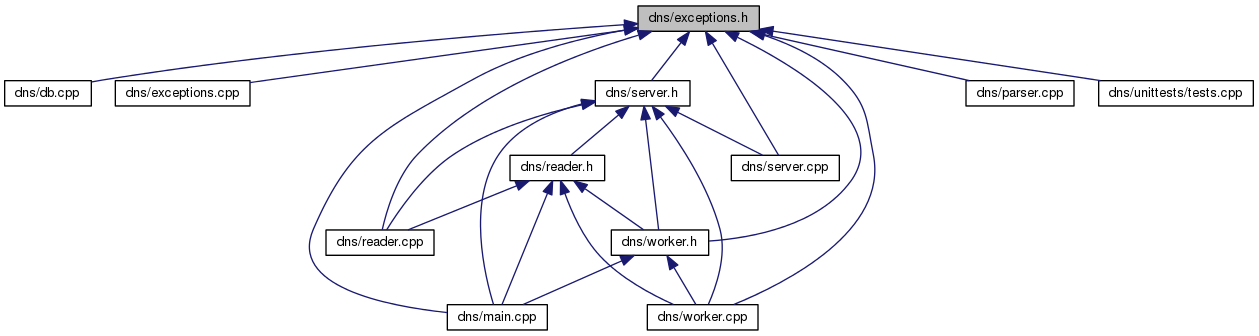 dns/exceptions.h
dns/db.cpp
dns/exceptions.cpp
dns/server.h
dns/parser.cpp
dns/unittests/tests.cpp
dns/reader.h
dns/server.cpp
dns/reader.cpp
dns/worker.h
dns/main.cpp
dns/worker.cpp